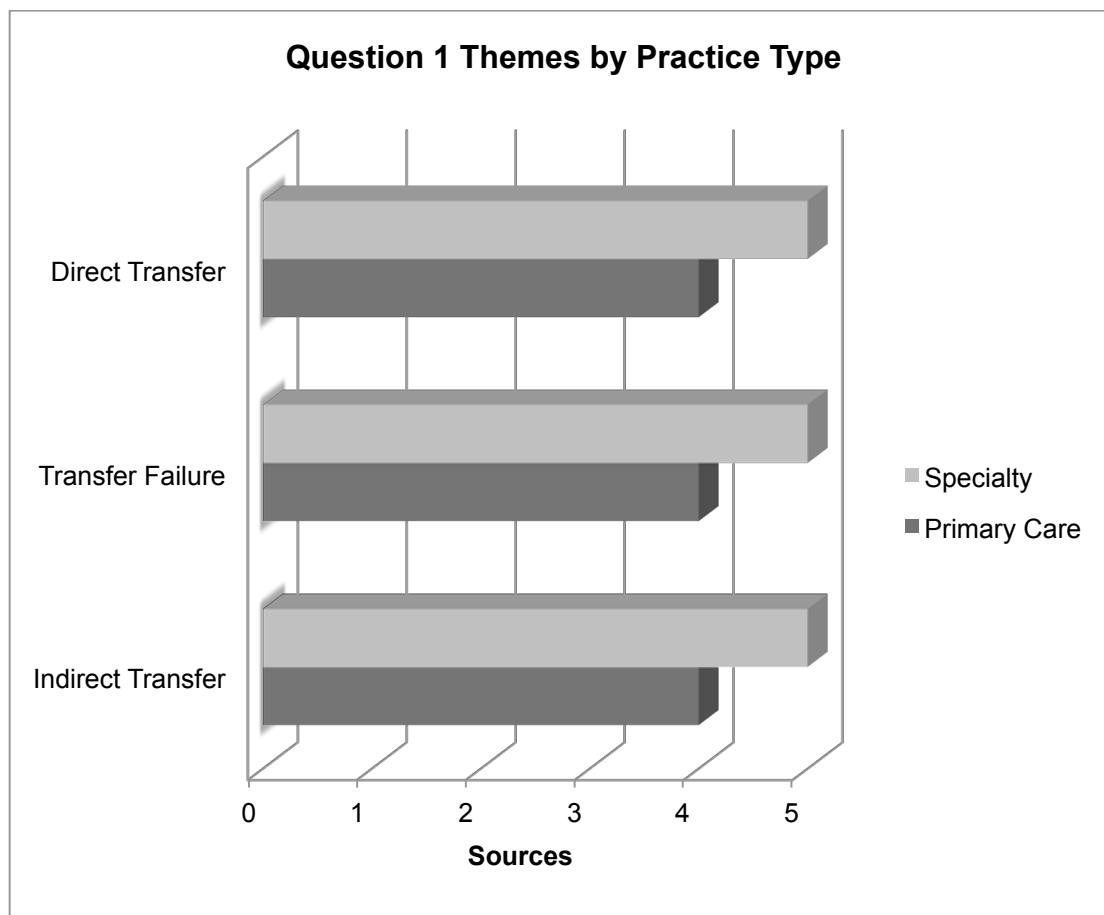 Question 1 Themes by Practice Type
Direct Transfer
Transfer Failure
Indirect Transfer
Specialty
Primary Care
0 1 2 3 4 5
Sources